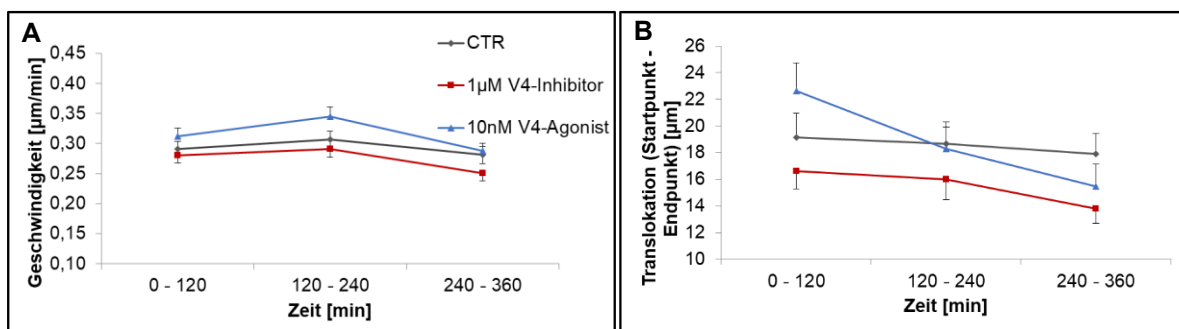 A
Geschwindigkeit [µm/min]
0,45
0,40
0,35
0,30
0,25
0,20
0,15
0,10
0 - 120
120 - 240
240 - 360
Zeit [min]
CTR
1µM V4-Inhibitor
10nM V4-Agonist
B
Translokation (Startpunkt -
Endpunkt) [µm]
26
24
22
20
18
16
14
12
10
0 - 120
120 - 240
240 - 360
Zeit [min]